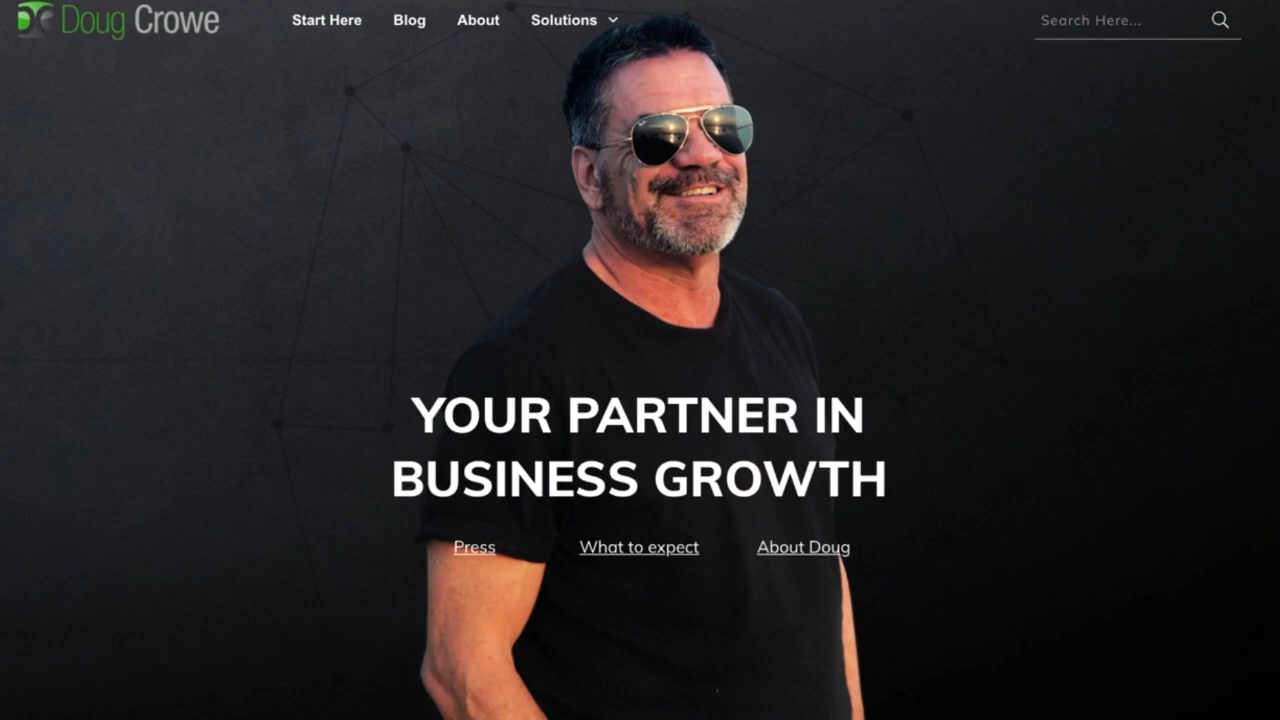 Doug Crowe
Start Here
Blog
About
Solutions
Search Here...
YOUR PARTNER IN
BUSINESS GROWTH
Press
What to expect
About Doug